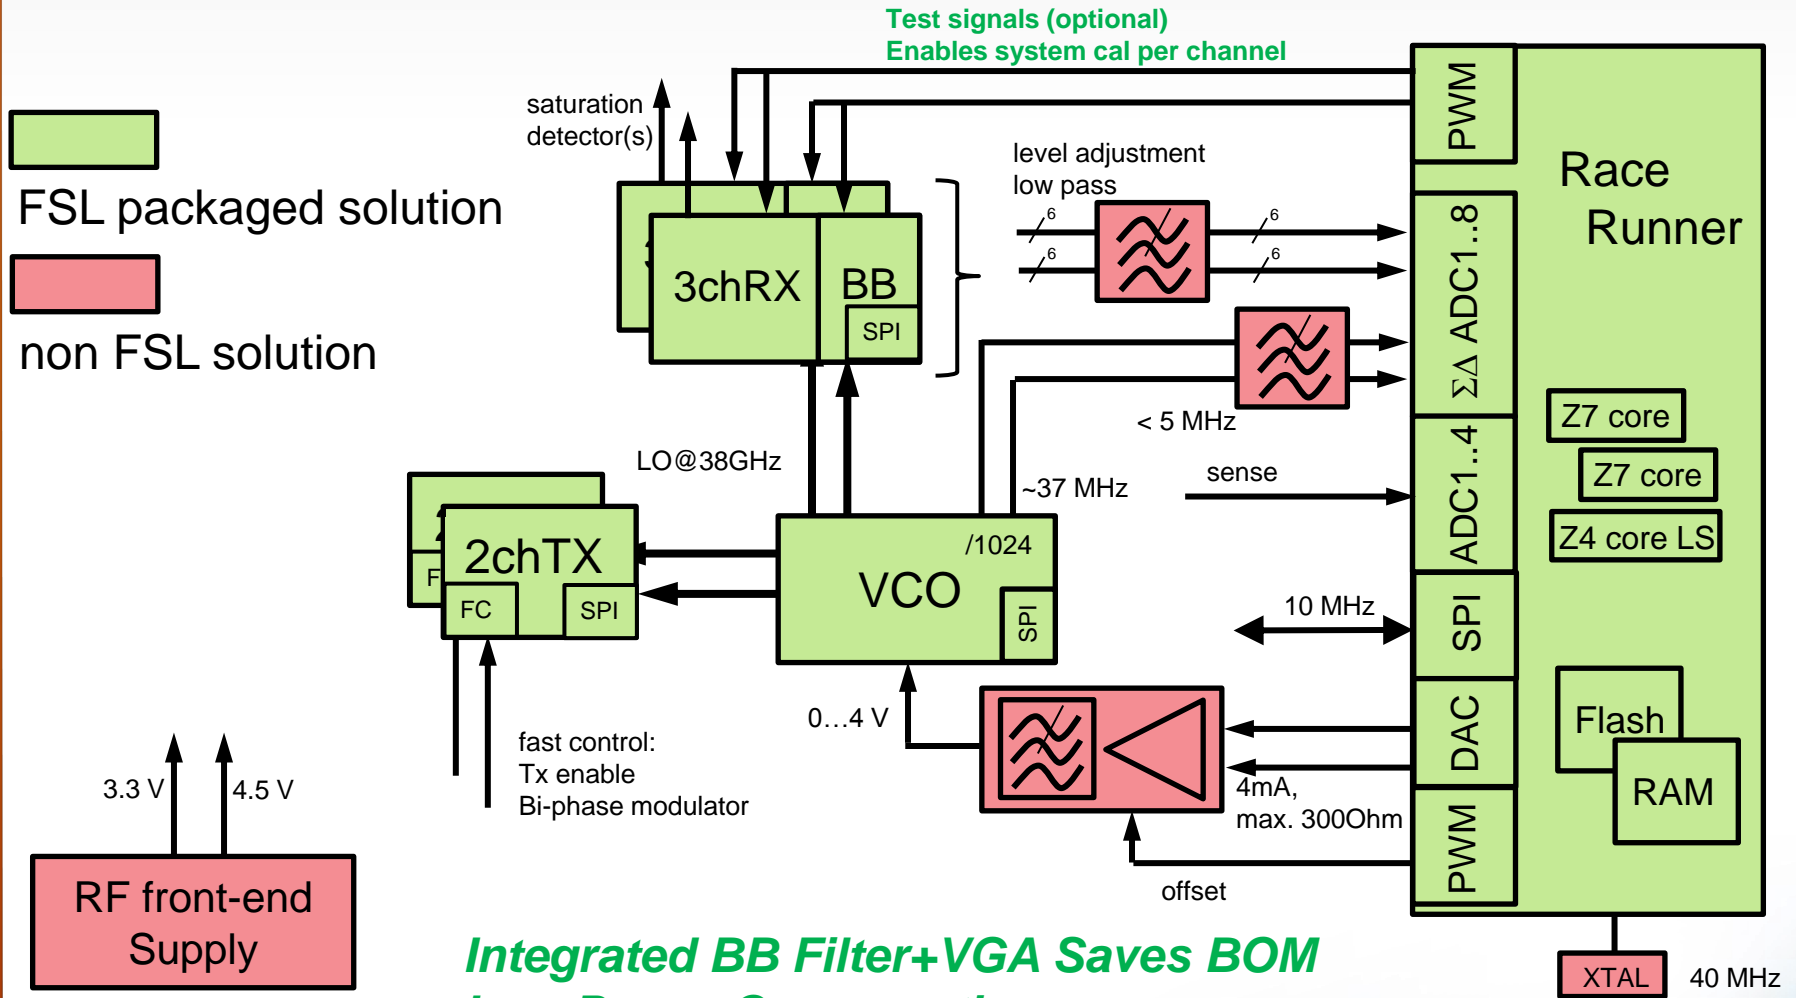 Test signals (optional)
Enables system cal per channel
saturation
detector(s)
FSL packaged solution
non FSL solution
level adjustment
low pass
6
6
6
6
3chRX
BB
SPI
< 5 MHz
LO@38GHz
~37 MHz
sense
2chTX
F
FC
SPI
/1024
VCO
SPI
10 MHz
0…4 V
fast control:
Tx enable
Bi-phase modulator
4mA,
max. 300Ohm
offset
3.3 V
4.5 V
RF front-end
Supply
PWM
ΣΔ ADC1..8
ADC1..4
SPI
DAC
PWM
Race
Runner
Z7 core
Z7 core
Z4 core LS
Flash
RAM
XTAL
40 MHz
Integrated BB Filter+VGA Saves BOM